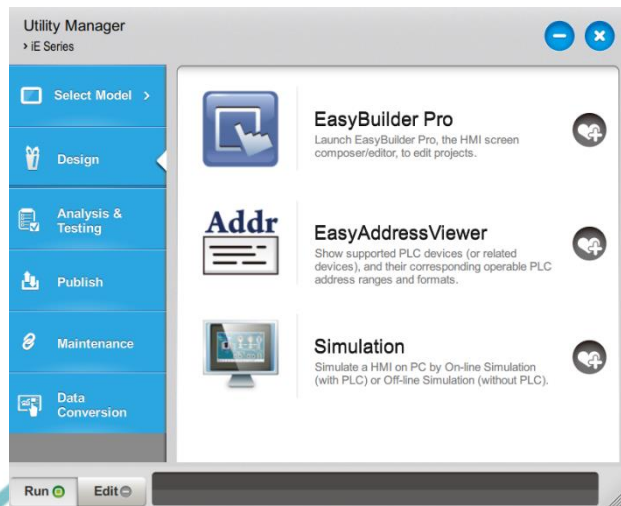 Utility Manager
› iE Series
Select Model >
Design
Analysis &
Testing
Publish
Maintenance
Data
Conversion
EasyBuilder Pro
Launch EasyBuilder Pro, the HMI screen
composer/editor, to edit projects.
Addr
EasyAddressViewer
Show supported PLC devices (or related
devices), and their corresponding operable PLC
address ranges and formats.
Simulation
Simulate a HMI on PC by On-line Simulation
(with PLC) or Off-line Simulation (without PLC).
Run
Edit